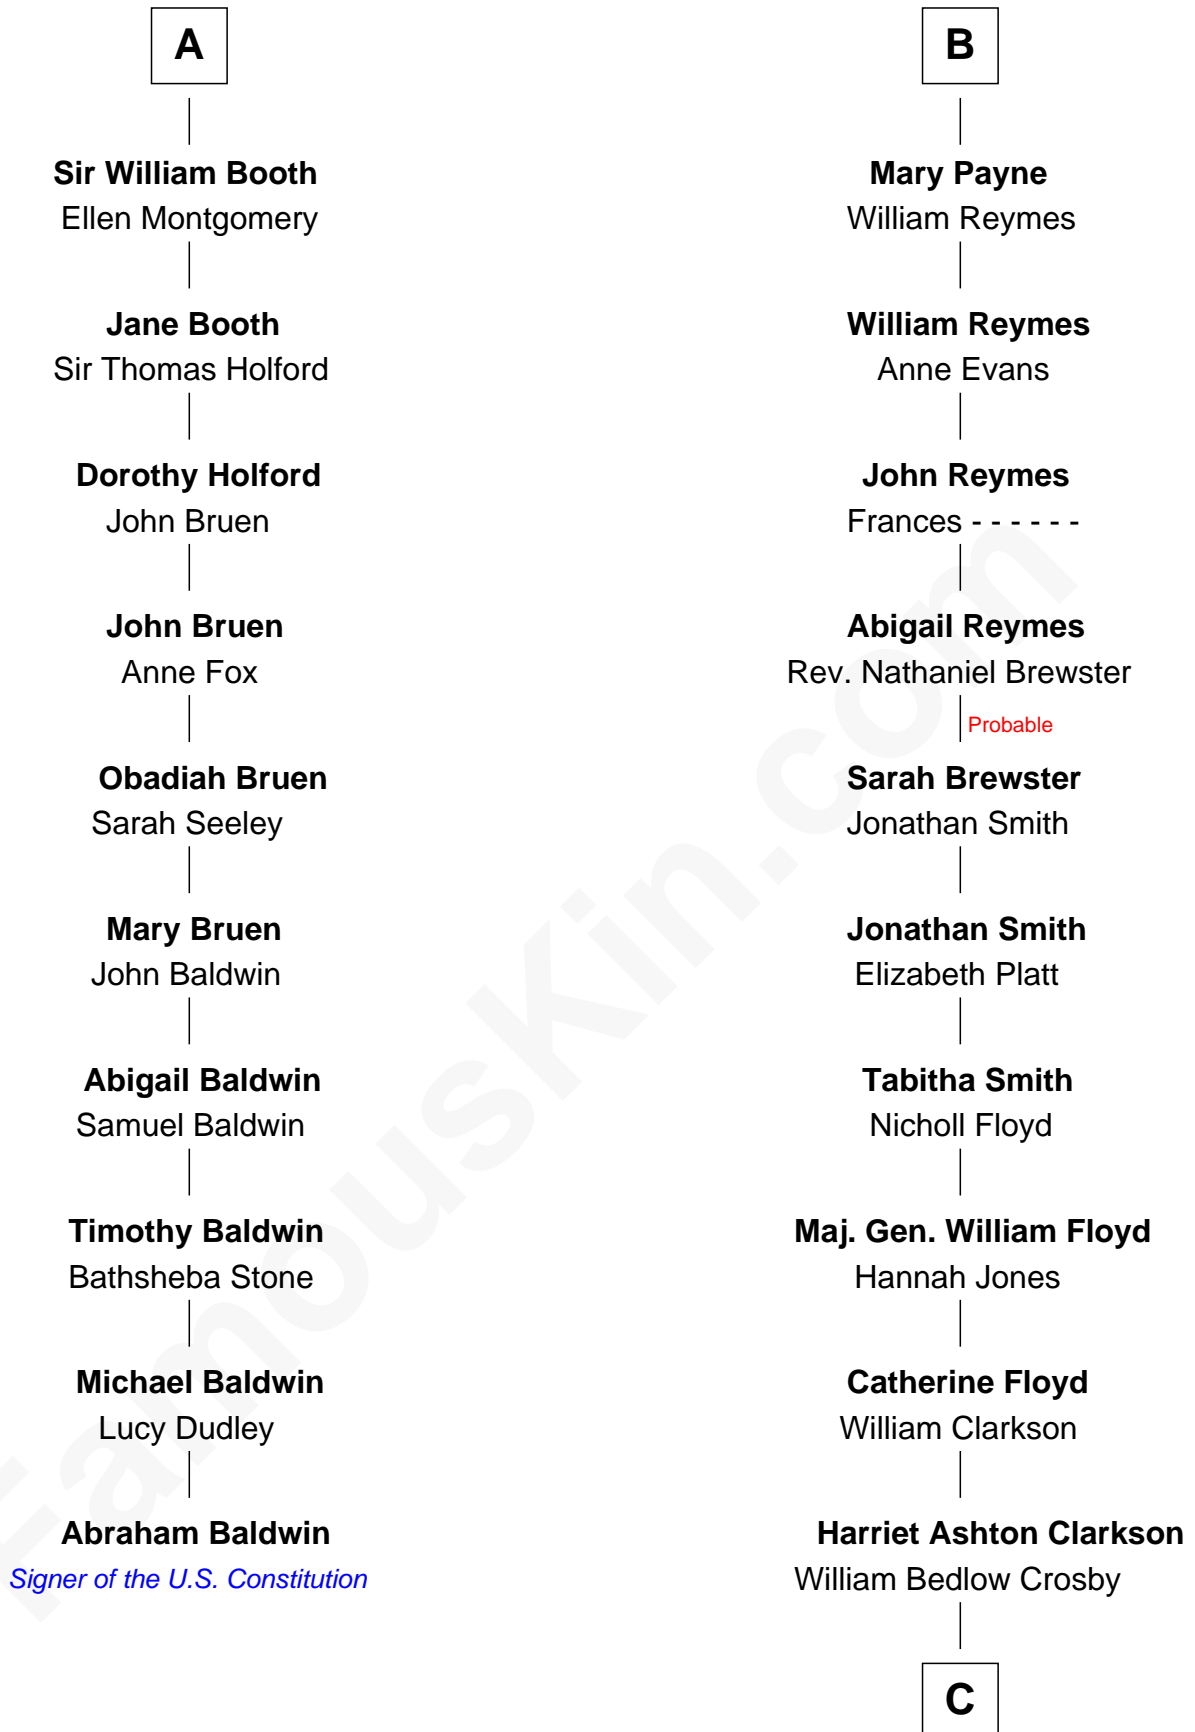 A
Sir William Booth
Ellen Montgomery
Jane Booth
Sir Thomas Holford
Dorothy Holford
John Bruen
John Bruen
Anne Fox
Obadiah Bruen
Sarah Seeley
Mary Bruen
John Baldwin
Abigail Baldwin
Samuel Baldwin
Timothy Baldwin
Bathsheba Stone
Michael Baldwin
Lucy Dudley
Abraham Baldwin
Signer of the U.S. Constitution
B
Mary Payne
William Reymes
William Reymes
Anne Evans
John Reymes
Frances - - - - - -
Abigail Reymes
Rev. Nathaniel Brewster
Probable
Sarah Brewster
Jonathan Smith
Jonathan Smith
Elizabeth Platt
Tabitha Smith
Nicholl Floyd
Maj. Gen. William Floyd
Hannah Jones
Catherine Floyd
William Clarkson
Harriet Ashton Clarkson
William Bedlow Crosby
C
FamousKin.com